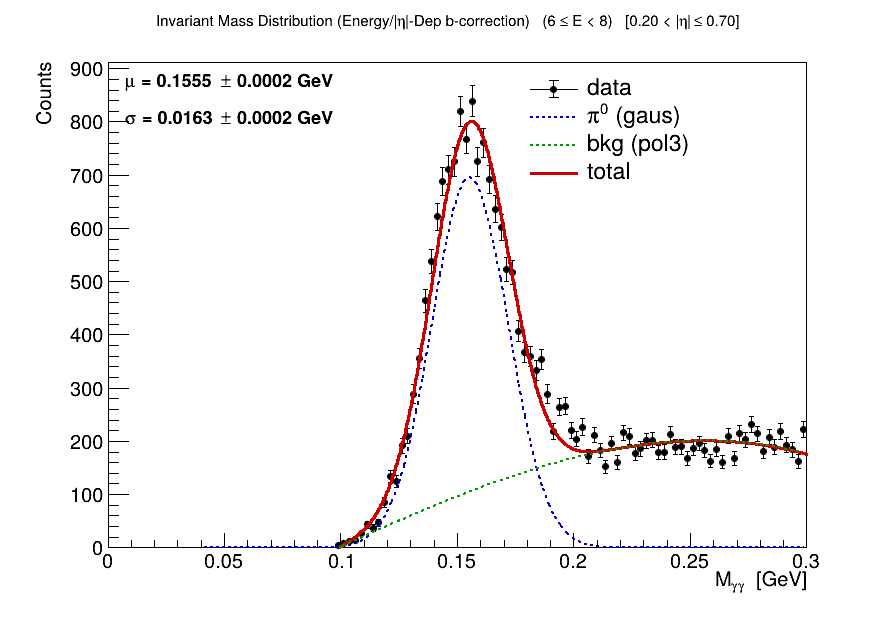 Invariant Mass Distribution (Energy/|η|-Dep b-correction) (6 ≤ E < 8) [0.20 < |η| ≤ 0.70]
Counts
μ = 0.1555 ± 0.0002 GeV
σ = 0.0163 ± 0.0002 GeV
data
π⁰ (gaus)
bkg (pol3)
total
900
800
700
600
500
400
300
200
100
0
0 0.05 0.1 0.15 0.2 0.25 0.3
Mγγ [GeV]